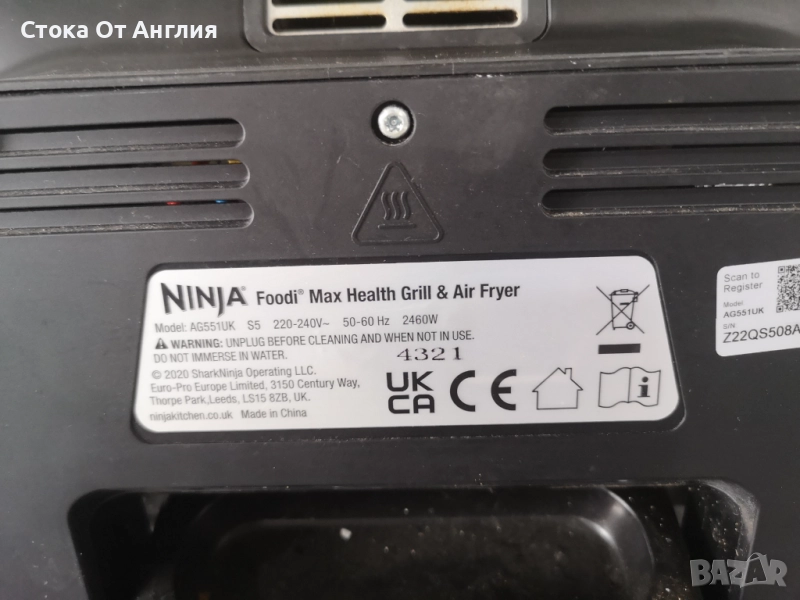 Стока От Англия
NINJA Foodi® Max Health Grill & Air Fryer
Model: AG551UK S5 220-240V~ 50-60 Hz 2460W
WARNING: UNPLUG BEFORE CLEANING AND WHEN NOT IN USE.
DO NOT IMMERSE IN WATER.
4321
© 2020 SharkNinja Operating LLC.
Euro-Pro Europe Limited, 3150 Century Way,
Thorpe Park, Leeds, LS15 8ZB, UK.
ninjakitchen.co.uk Made in China
UK
CA CE
Scan to
Register
Model
AG551UK
S/N:
Z22QS508A
BAZAR